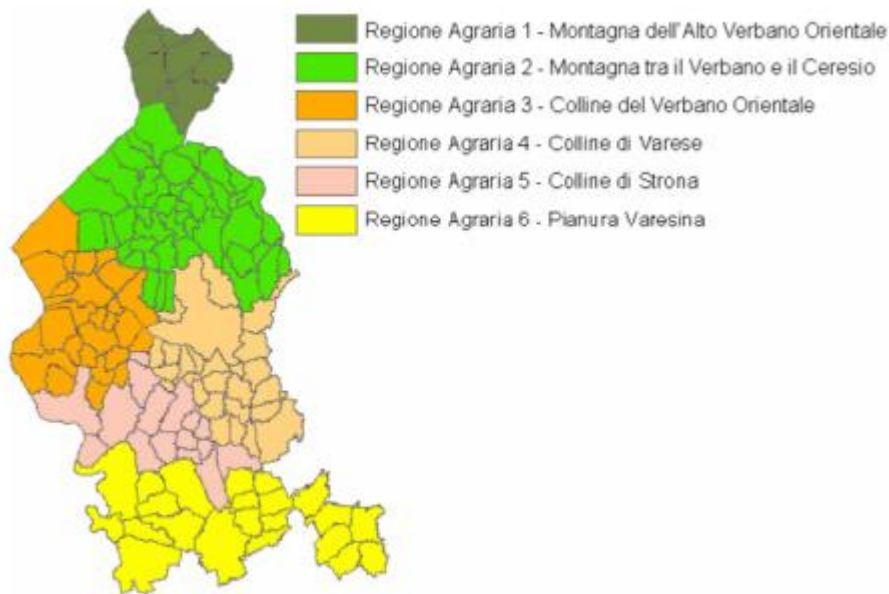 Regione Agraria 1 - Montagna dell'Alto Verbano Orientale
Regione Agraria 2 - Montagna tra il Verbano e il Ceresio
Regione Agraria 3 - Colline del Verbano Orientale
Regione Agraria 4 - Colline di Varese
Regione Agraria 5 - Colline di Strona
Regione Agraria 6 - Pianura Varesina